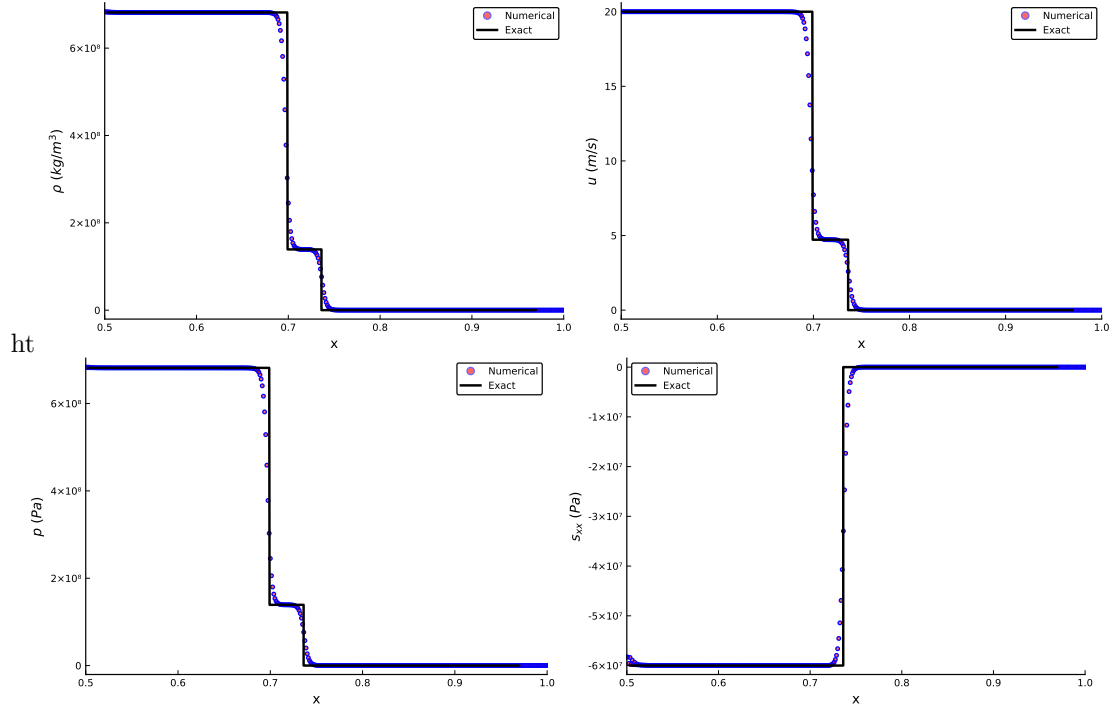 6×10⁸
4×10⁸
2×10⁸
0
ρ (kg/m³)
0.5 0.6 0.7 0.8 0.9 1.0
x
Numerical
Exact
20
15
10
5
0
u (m/s)
0.5 0.6 0.7 0.8 0.9 1.0
x
Numerical
Exact
ht
6×10⁸
4×10⁸
2×10⁸
0
p (Pa)
0.5 0.6 0.7 0.8 0.9 1.0
x
Numerical
Exact
0
-1×10⁷
-2×10⁷
-3×10⁷
-4×10⁷
-5×10⁷
-6×10⁷
sₓₓ (Pa)
0.5 0.6 0.7 0.8 0.9 1.0
x
Numerical
Exact